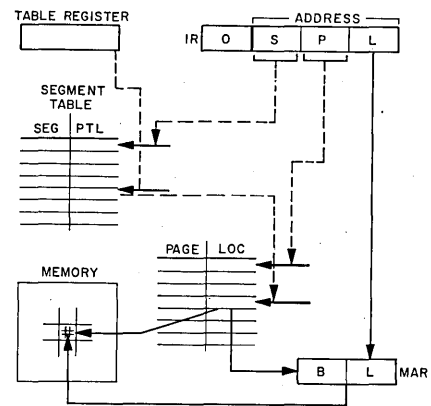 TABLE REGISTER
ADDRESS
IR O S P L
SEGMENT
TABLE
SEG PTL
PAGE LOC
MEMORY
#
B L MAR